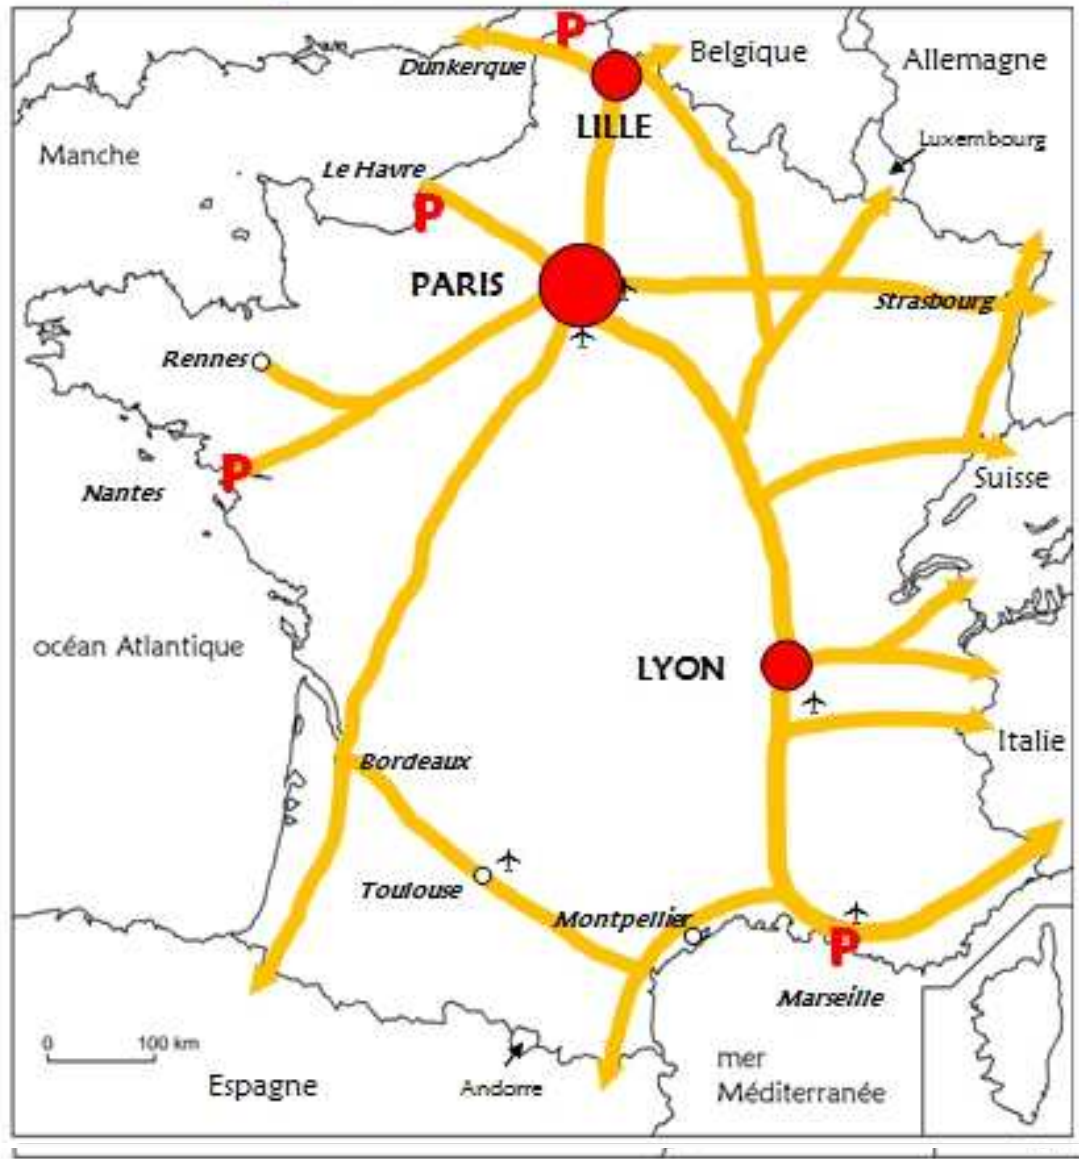 P
Belgique
Allemagne
Dunkerque
LILLE
Luxembourg
Manche
Le Havre
P
PARIS
Strasbourg
Rennes
P
Suisse
Nantes
océan Atlantique
LYON
Italie
Bordeaux
Toulouse
Montpellier
P
Marseille
0 100 km
mer
Méditerranée
Espagne
Andorre